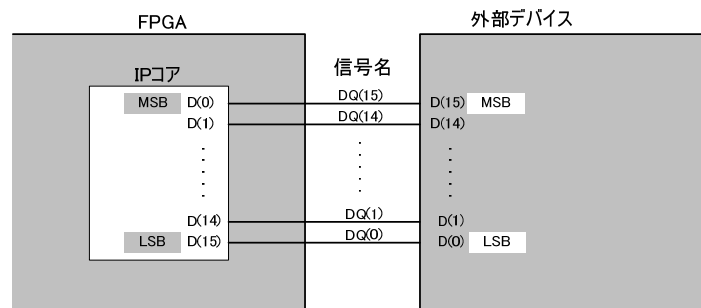 FPGA
外部デバイス
IPコア
信号名
MSB D(0) DQ(15) D(15) MSB
D(1) DQ(14) D(14)
D(14) DQ(1) D(1)
LSB D(15) DQ(0) D(0) LSB